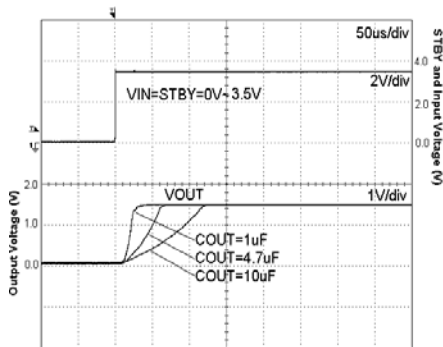 50us/div
4.0
2V/div
VIN=STBY=0V~3.5V
2.0
0.0
STBY and Input Voltage (V)
2.0
VOUT
1V/div
1.0
COUT=1uF
COUT=4.7uF
0.0
COUT=10uF
Output Voltage (V)